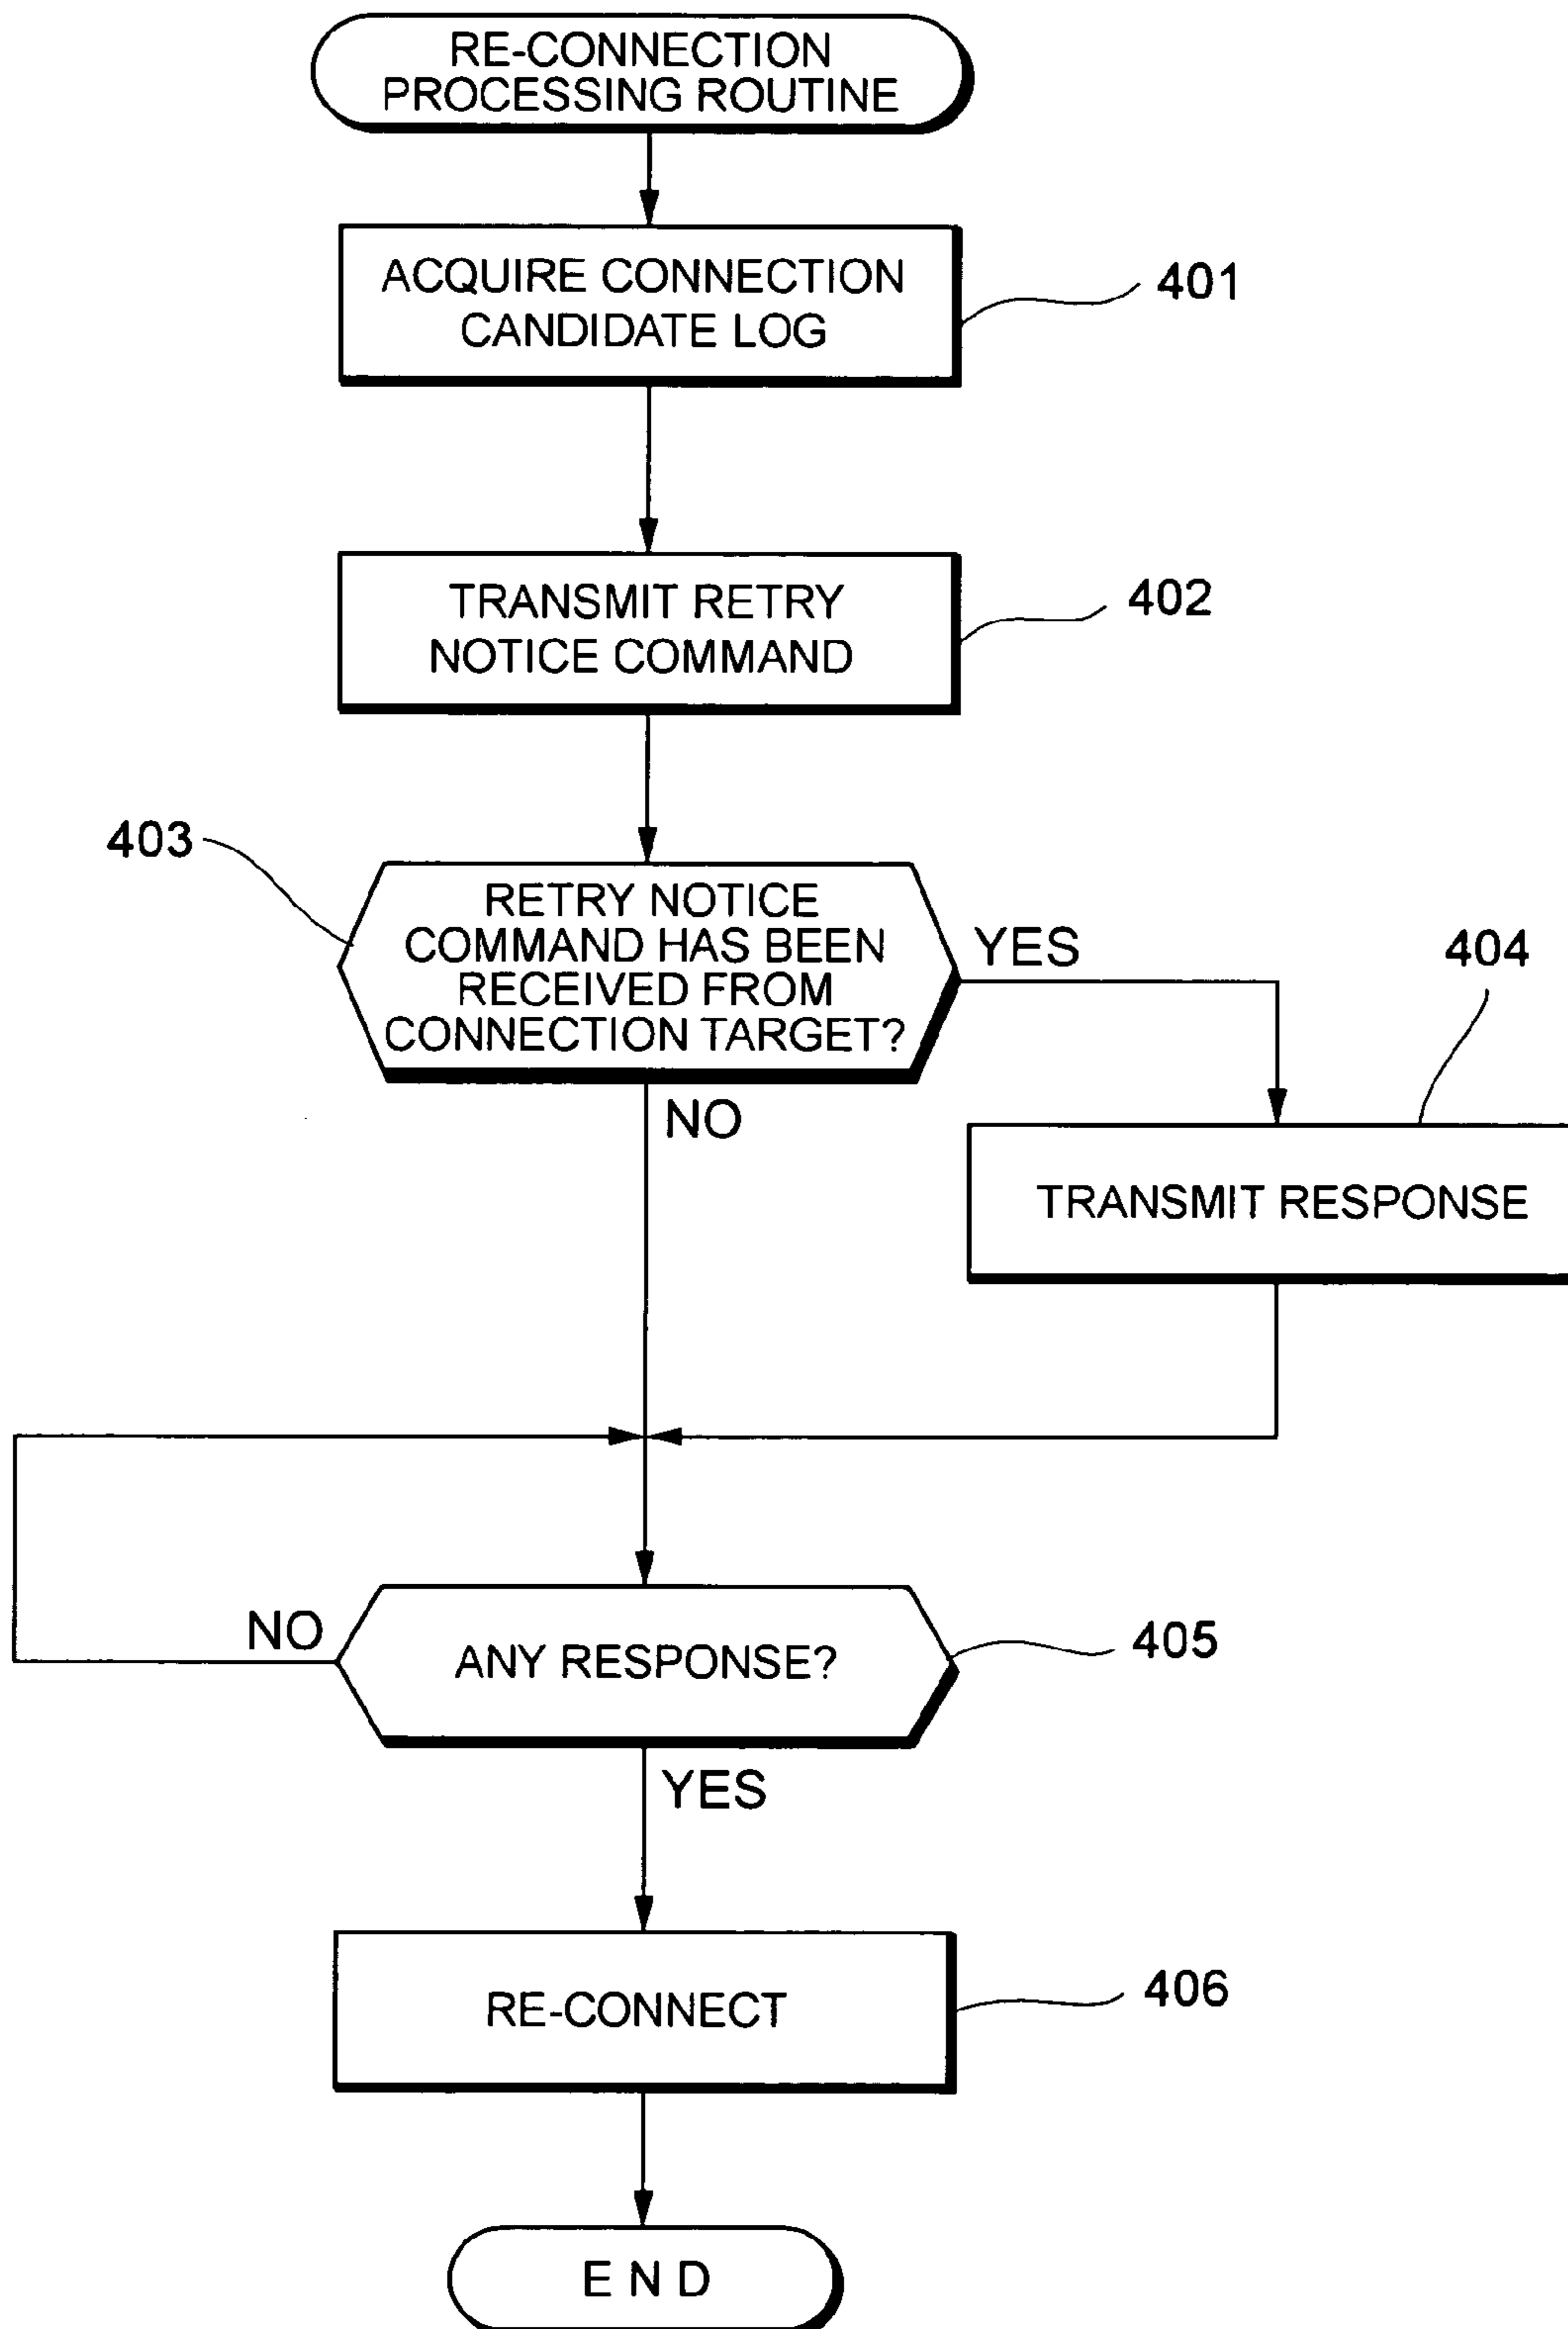 RE-CONNECTION
PROCESSING ROUTINE
ACQUIRE CONNECTION
CANDIDATE LOG
401
TRANSMIT RETRY
NOTICE COMMAND
402
403
RETRY NOTICE
COMMAND HAS BEEN
RECEIVED FROM
CONNECTION TARGET?
YES
404
NO
TRANSMIT RESPONSE
NO
ANY RESPONSE?
405
YES
RE-CONNECT
406
END